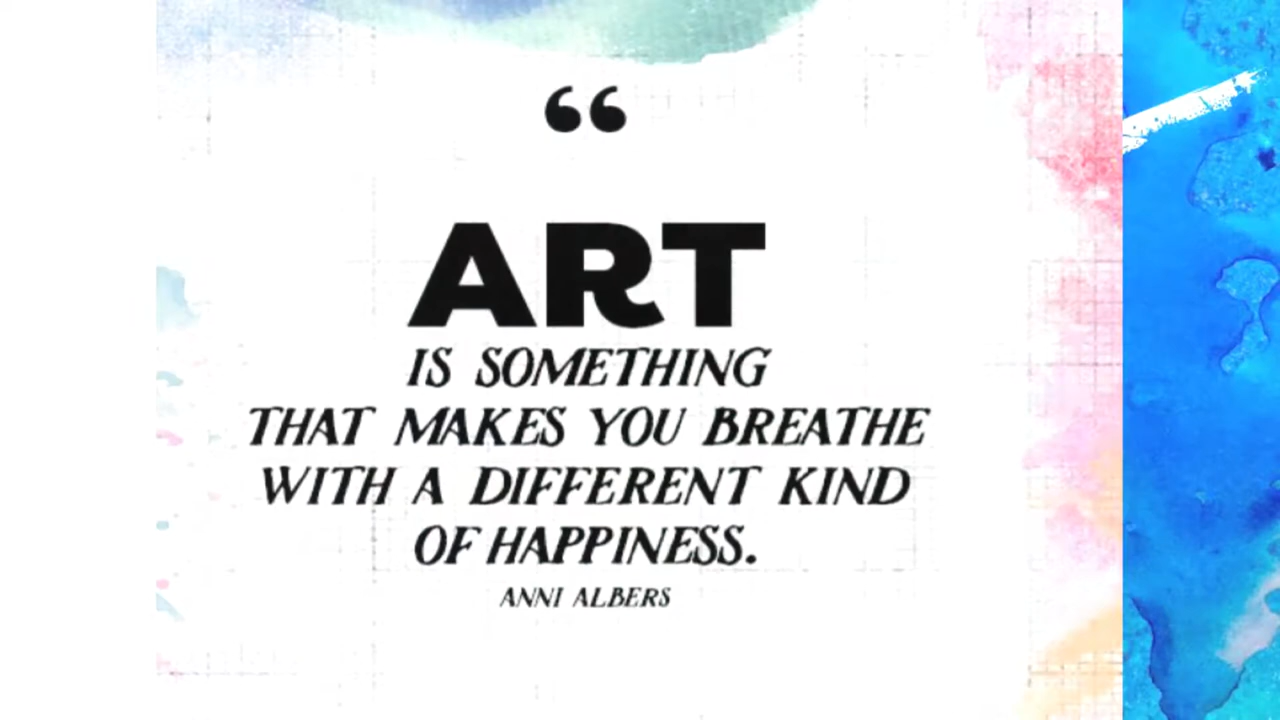 “
ART
IS SOMETHING
THAT MAKES YOU BREATHE
WITH A DIFFERENT KIND
OF HAPPINESS.
ANNI ALBERS